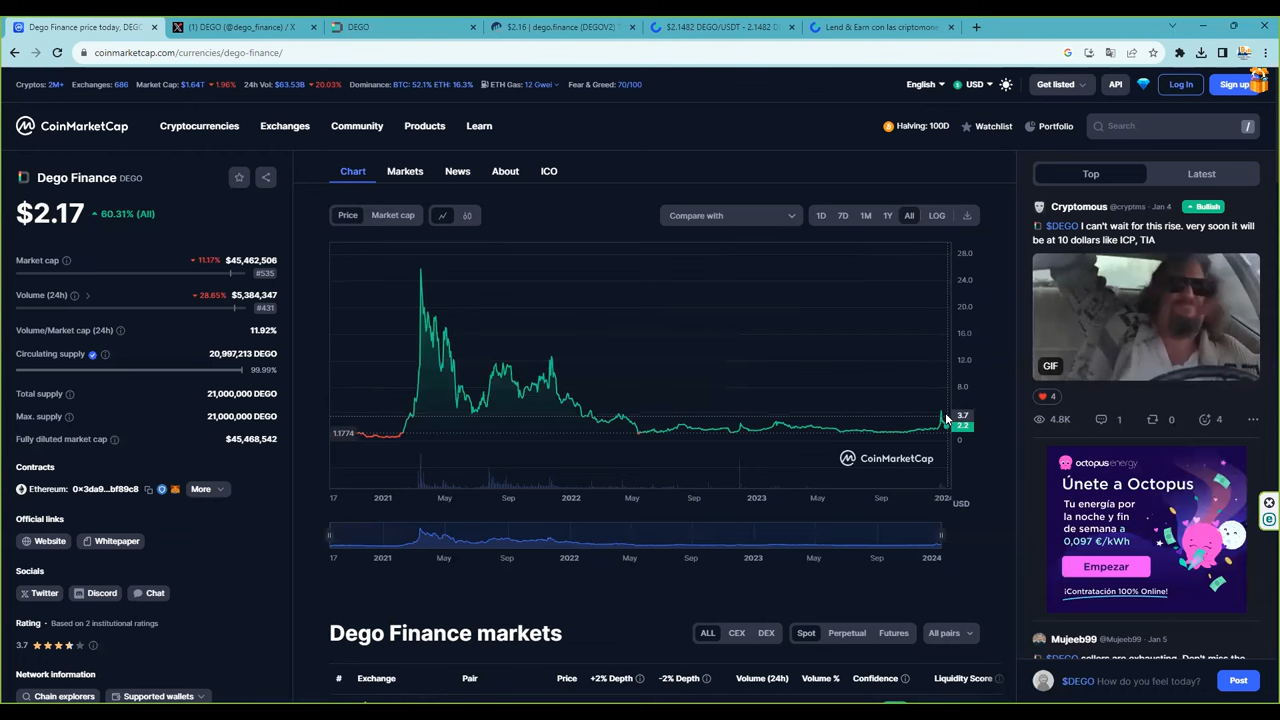 Dego Finance price today, DEG
(1) DEGO (@dego_finance) / X
DEGO
$2.16 | dego.finance (DEGOV2) T
$2.1482 DEGO/USDT - 2.1482
Lend & Earn con las criptomone
coinmarketcap.com/currencies/dego-finance/
Cryptos: 2M+ Exchanges: 686 Market Cap: $1.64T 1.96% 24h Vol: $63.53B 20.03% Dominance: BTC: 52.1% ETH: 16.3% ETH Gas: 12 Gwei Fear & Greed: 70/100
English USD Get listed API Log In Sign up
CoinMarketCap Cryptocurrencies Exchanges Community Products Learn
Halving: 100D Watchlist Portfolio Search /
Dego Finance DEGO
$2.17 60.31% (All)
Market cap 11.17% $45,462,506
#535
Volume (24h) 28.65% $5,384,347
#431
Volume/Market cap (24h) 11.92%
Circulating supply 20,997,213 DEGO
99.99%
Total supply 21,000,000 DEGO
Max. supply 21,000,000 DEGO
Fully diluted market cap $45,468,542
Contracts
Ethereum: 0x3da9...bf89c8 More
Official links
Website Whitepaper
Socials
Twitter Discord Chat
Rating · Based on 2 institutional ratings
3.7
Network information
Chain explorers Supported wallets
Chart Markets News About ICO
Price Market cap
Compare with 1D 7D 1M 1Y All LOG
28.0
24.0
20.0
16.0
12.0
8.0
3.7
2.2
0
1.1774
CoinMarketCap
17 2021 May Sep 2022 May Sep 2023 May Sep 2024
USD
17 2021 May Sep 2022 May Sep 2023 May Sep 2024
Dego Finance markets
ALL CEX DEX Spot Perpetual Futures All pairs
# Exchange Pair Price +2% Depth -2% Depth Volume (24h) Volume % Confidence Liquidity Score
Top Latest
Cryptomous @cryptms · Jan 4 Bullish
$DEGO I can't wait for this rise. very soon it will
be at 10 dollars like ICP, TIA
GIF
4
4.8K 1 0 4
octopus energy
Únete a Octopus
Tu energía por
la noche y fin
de semana a
0,097 €/kWh
Empezar
¡Contratación 100% Online!
Mujeeb99 @Mujeeb99 · Jan 5
$DEGO sellers are exhausting. Don't miss the
$DEGO How do you feel today? Post